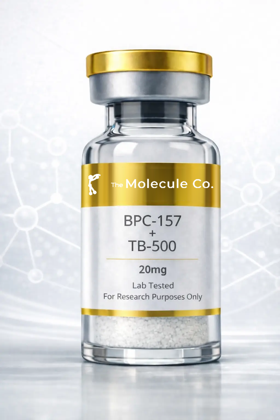 The Molecule Co.
BPC-157
+
TB-500
20mg
Lab Tested
For Research Purposes Only